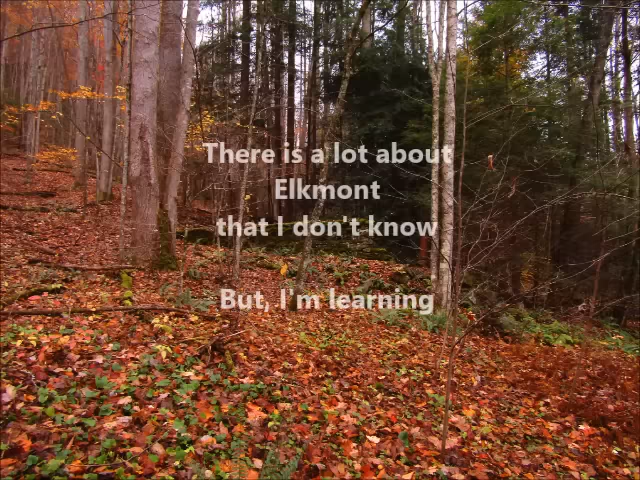 There is a lot about
Elkmont
that I don't know
But, I'm learning